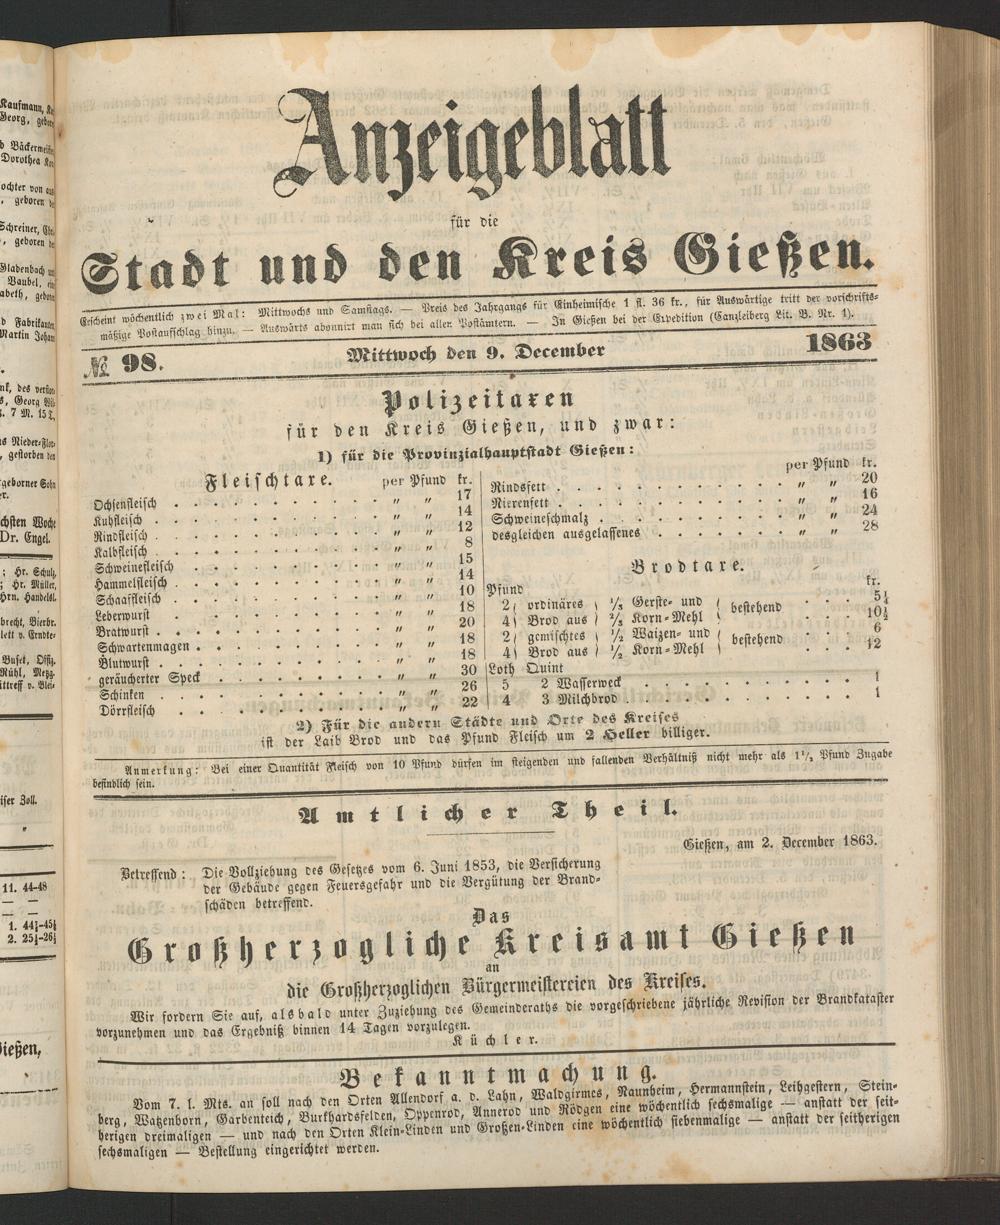 Anzeigeblatt
für die
Stadt und den Kreis Gießen.
Erscheint wöchentlich zwei Mal: Mittwochs und Samstags. — Preis des Jahrgangs für Einheimische 1 fl. 36 kr., für Auswärtige tritt der vorschrifts-
mäßige Postaufschlag hinzu. — Auswärts abonnirt man sich bei allen Postämtern. — In Gießen bei der Expedition (Canzleiberg Lit. B. Nr. 1).
№ 98. Mittwoch den 9. December 1863
Polizeitaxen
für den Kreis Gießen, und zwar:
1) für die Provinzialhauptstadt Gießen:
Fleischtaxe. per Pfund kr.
Ochsenfleisch . . . „ „ 17
Kuhfleisch . . . „ „ 14
Rindfleisch . . . „ „ 12
Kalbfleisch . . . „ „ 8
Schweinefleisch . . . „ „ 15
Hammelfleisch . . . „ „ 14
Schaaffleisch . . . „ „ 10
Leberwurst . . . „ „ 18
Bratwurst . . . „ „ 20
Schwartenmagen . . . „ „ 18
Blutwurst . . . „ „ 18
geräucherter Speck . . . „ „ 30
Schinken . . . „ „ 26
Dörrfleisch . . . „ „ 22
per Pfund kr.
Rindsfett . . . „ „ 20
Nierenfett . . . „ „ 16
Schweineschmalz . . . „ „ 24
desgleichen ausgelassenes . . . „ „ 28
Brodtaxe.
Pfund kr.
2 ordinäres ⅓ Gerste- und bestehend . . . 5½
4 Brod aus ⅔ Korn-Mehl . . . 10½
2 gemischtes ½ Waizen- und bestehend . . . 6
4 Brod aus ½ Korn-Mehl . . . 12
Loth Quint
5 2 Wasserweck . . . 1
4 3 Milchbrod . . . 1
2) Für die andern Städte und Orte des Kreises
ist der Laib Brod und das Pfund Fleisch um 2 Heller billiger.
Anmerkung: Bei einer Quantität Fleisch von 10 Pfund dürfen im steigenden und fallenden Verhältniß nicht mehr als 1½ Pfund Zugabe
befindlich sein.
Amtlicher Theil.
Gießen, am 2. December 1863.
Betreffend: Die Vollziehung des Gesetzes vom 6. Juni 1853, die Versicherung
der Gebäude gegen Feuersgefahr und die Vergütung der Brand-
schäden betreffend.
Das
Großherzogliche Kreisamt Gießen
an
die Großherzoglichen Bürgermeistereien des Kreises.
Wir fordern Sie auf, alsbald unter Zuziehung des Gemeinderaths die vorgeschriebene jährliche Revision der Brandkataster
vorzunehmen und das Ergebniß binnen 14 Tagen vorzulegen.
Küchler.
Bekanntmachung.
Vom 7. l. Mts. an soll nach den Orten Allendorf a. d. Lahn, Waldgirmes, Naunheim, Hermannstein, Leihgestern, Stein-
berg, Watzenborn, Garbenteich, Burkhardsfelden, Oppenrod, Annerod und Rödgen eine wöchentlich sechsmalige — anstatt der seit-
herigen dreimaligen — und nach den Orten Klein-Linden und Großen-Linden eine wöchentlich siebenmalige — anstatt der seitherigen
sechsmaligen — Bestellung eingerichtet werden.